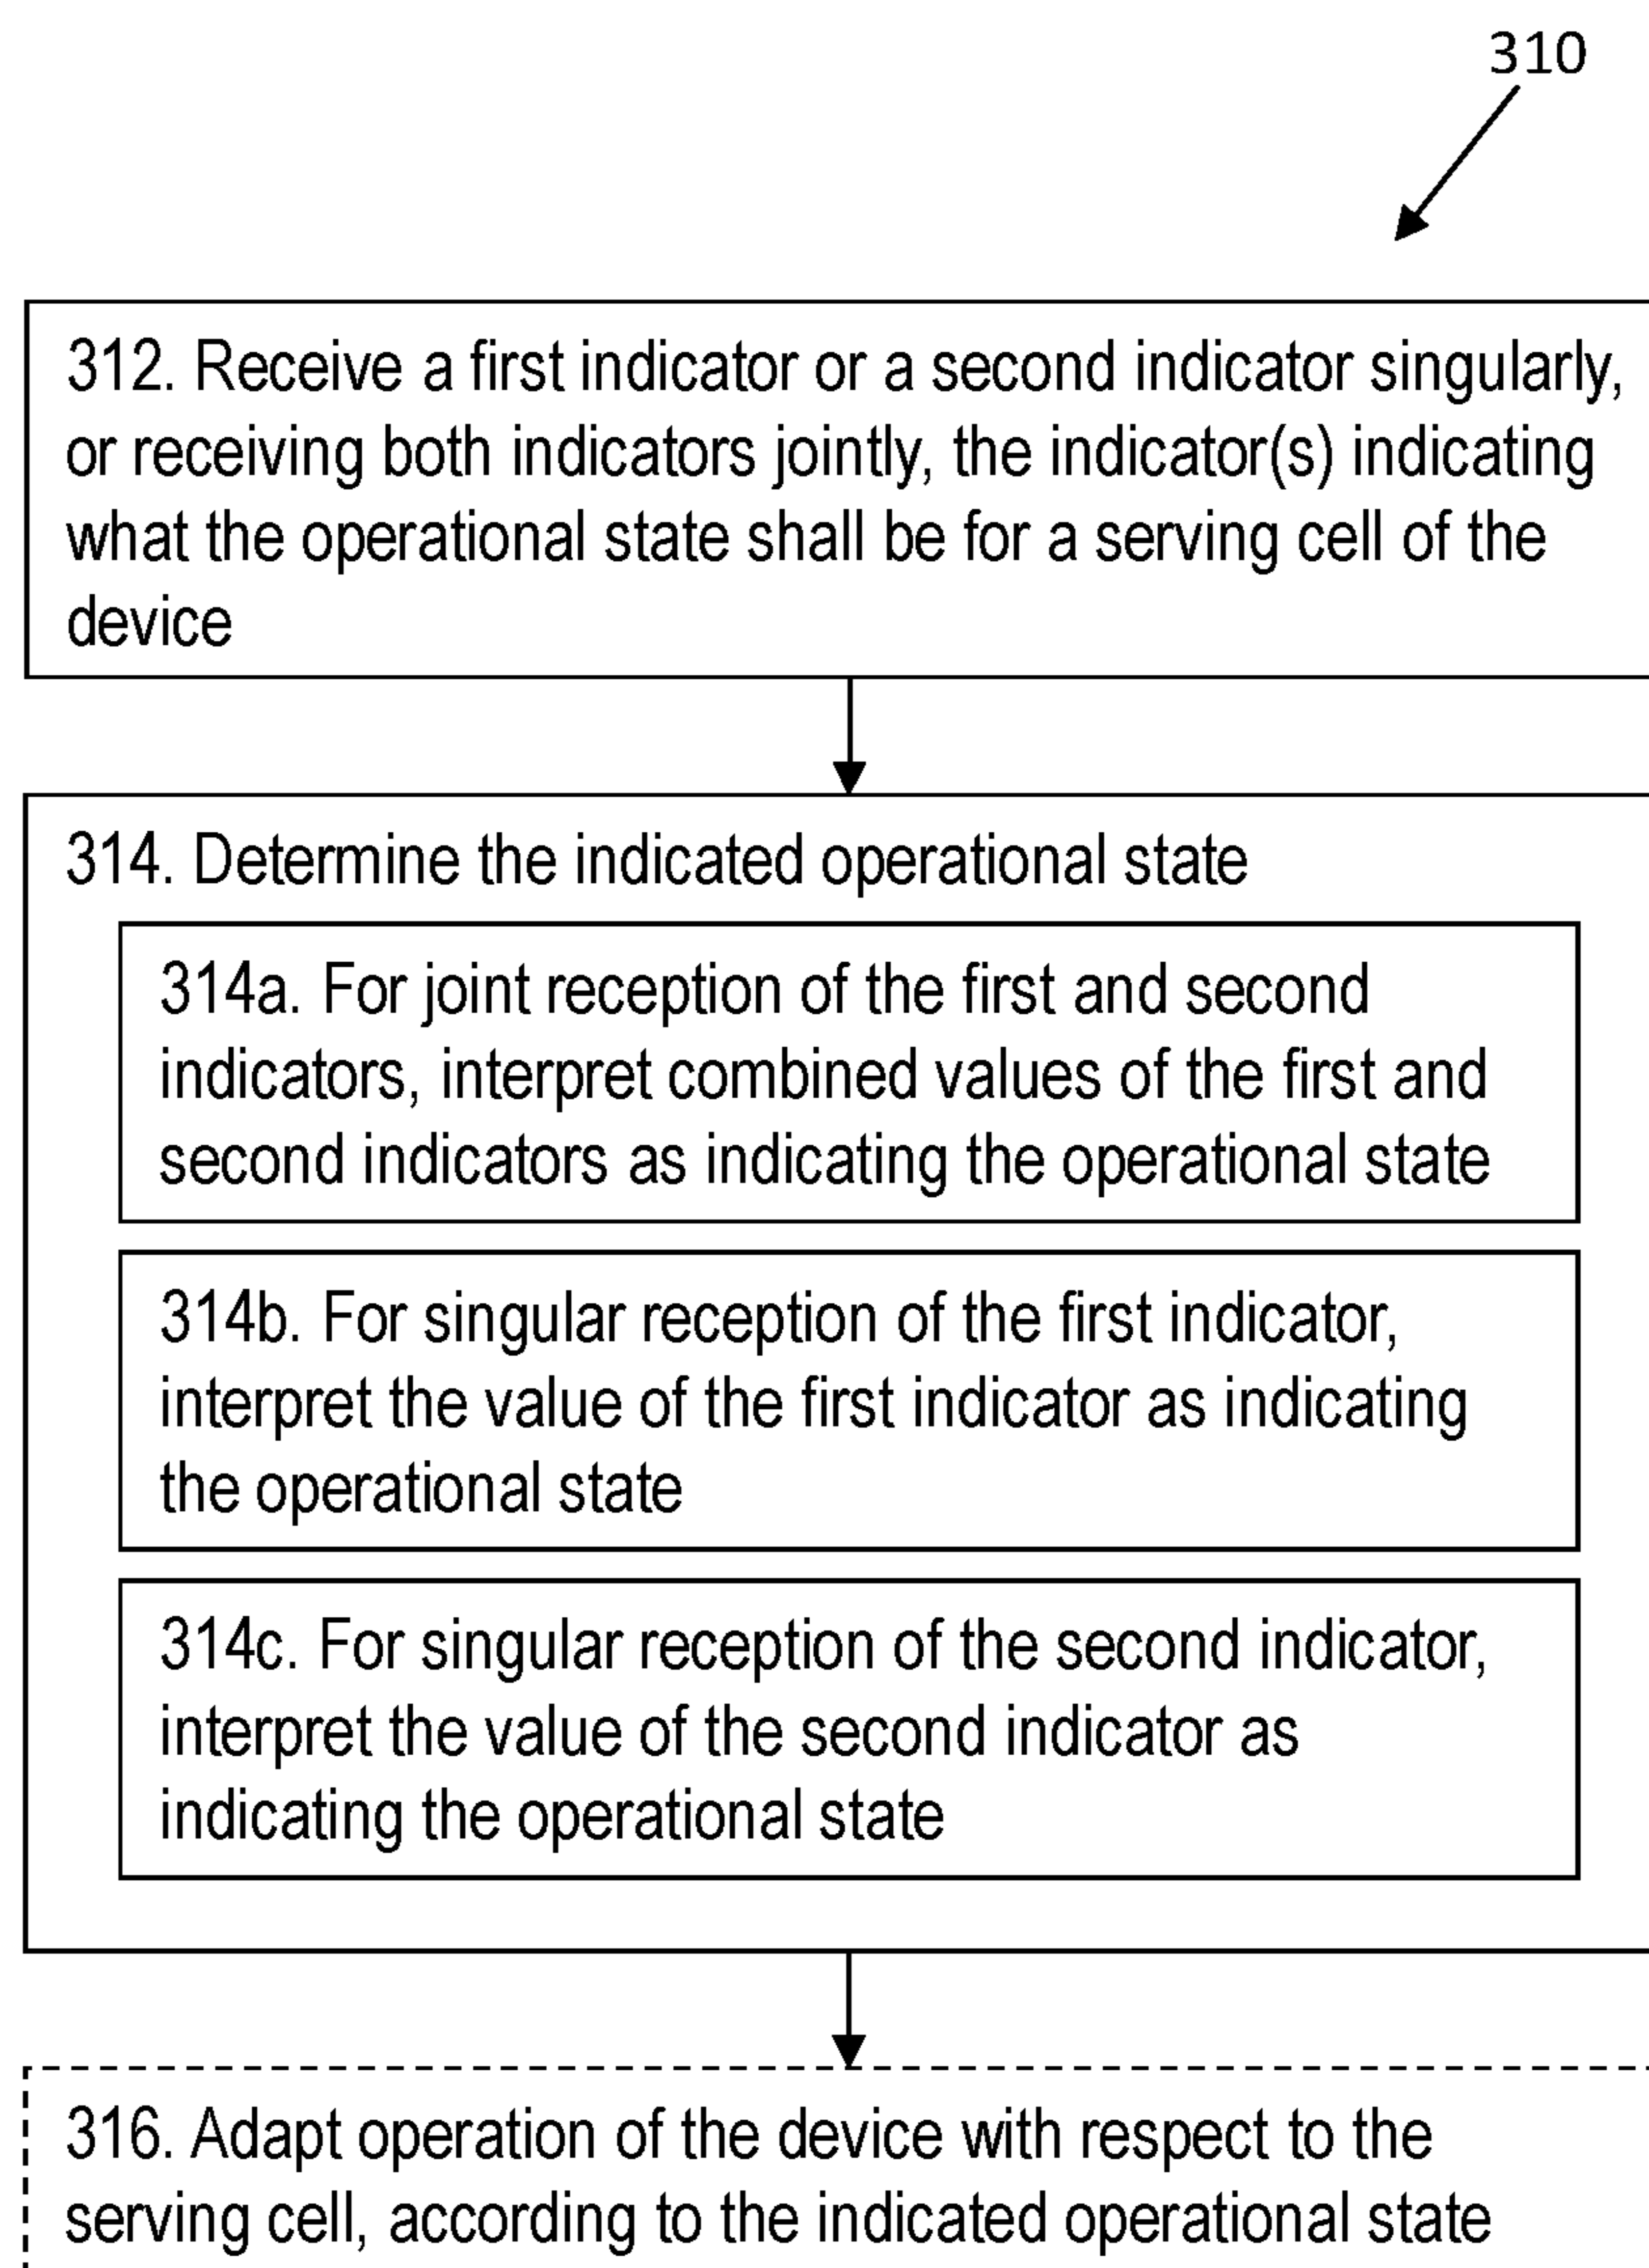 310
312. Receive a first indicator or a second indicator singularly,
or receiving both indicators jointly, the indicator(s) indicating
what the operational state shall be for a serving cell of the
device
314. Determine the indicated operational state
314a. For joint reception of the first and second
indicators, interpret combined values of the first and
second indicators as indicating the operational state
314b. For singular reception of the first indicator,
interpret the value of the first indicator as indicating
the operational state
314c. For singular reception of the second indicator,
interpret the value of the second indicator as
indicating the operational state
316. Adapt operation of the device with respect to the
serving cell, according to the indicated operational state